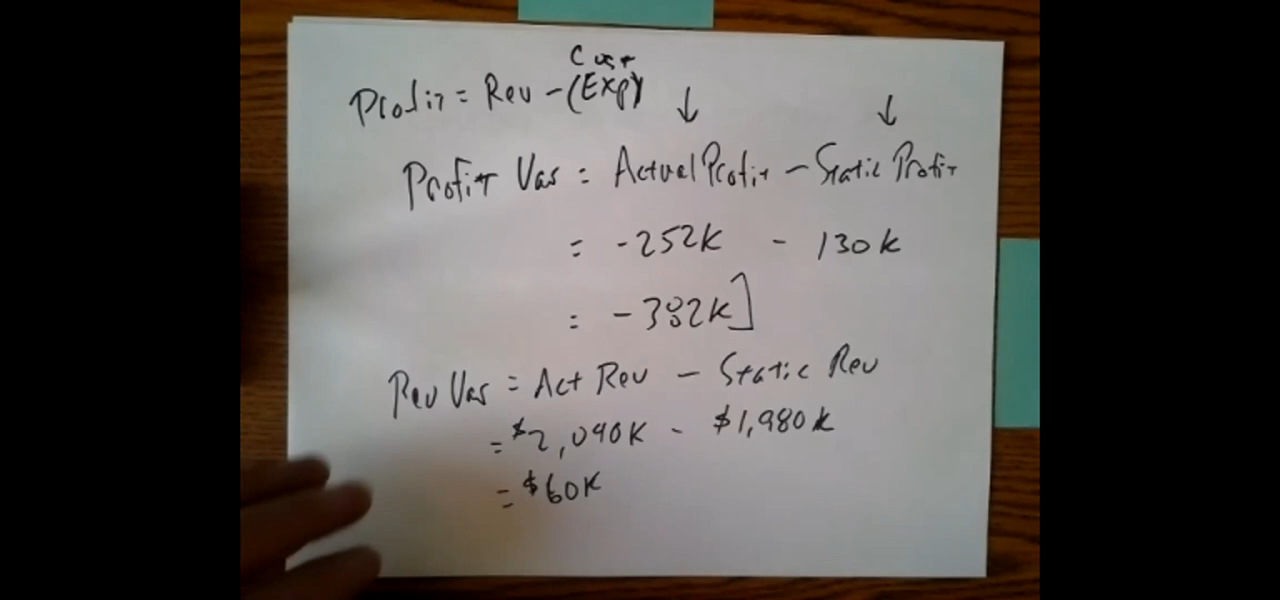 Cost
Profit = Rev - (Exp)
↓ ↓
Profit Var = Actual Profit - Static Profit
= -252K - 130K
= -382K]
Rev Var = Act Rev - Static Rev
= $2,040K - $1,980K
= $60K